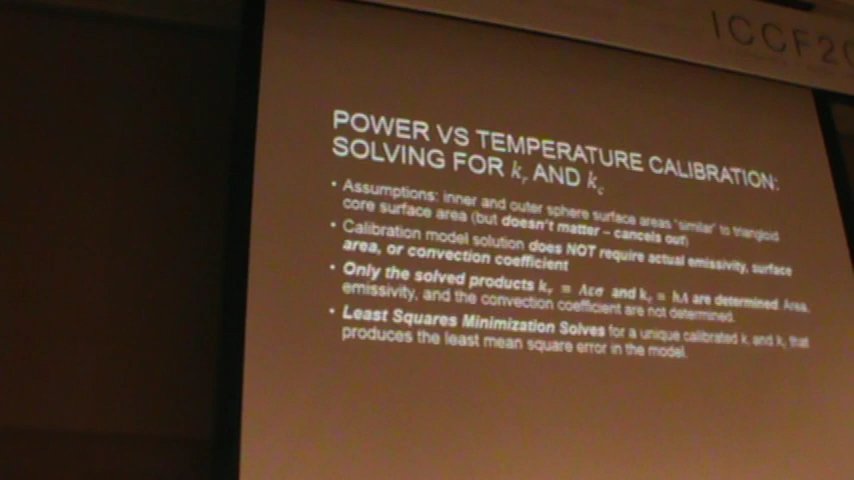 ICCF20
POWER VS TEMPERATURE CALIBRATION:
SOLVING FOR kr AND kc
• Assumptions: inner and outer sphere surface areas 'similar' to triangloid
core surface area (but doesn't matter – cancels out)
• Calibration model solution does NOT require actual emissivity, surface
area, or convection coefficient
• Only the solved products kr = Aεσ and kc = hA are determined. Area,
emissivity, and the convection coefficient are not determined.
• Least Squares Minimization Solves for a unique calibrated kr and kc that
produces the least mean square error in the model.